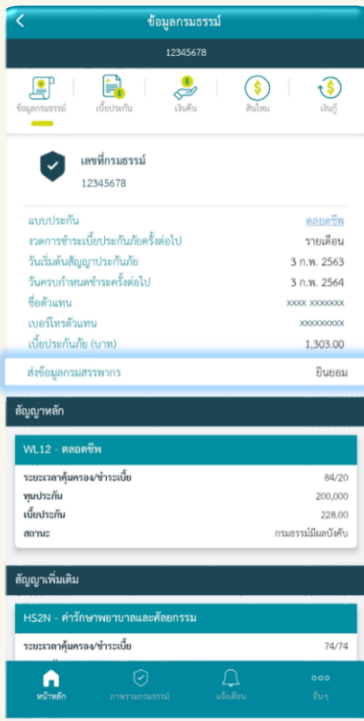 ข้อมูลกรมธรรม์
12345678
ข้อมูลกรมธรรม์ เบี้ยประกัน เงินคืน สินไหม เงินกู้
เลขที่กรมธรรม์
12345678
แบบประกัน ตลอดชีพ
งวดการชำระเบี้ยประกันภัยครั้งต่อไป รายเดือน
วันเริ่มต้นสัญญาประกันภัย 3 ก.พ. 2563
วันครบกำหนดชำระครั้งต่อไป 3 ก.พ. 2564
ชื่อตัวแทน xxxx xxxxxxx
เบอร์โทรตัวแทน xxxxxxxxx
เบี้ยประกันภัย (บาท) 1,303.00
ส่งข้อมูลกรมสรรพากร ยินยอม
สัญญาหลัก
WL12 - ตลอดชีพ
ระยะเวลาคุ้มครอง/ชำระเบี้ย 84/20
ทุนประกัน 200,000
เบี้ยประกัน 228.00
สถานะ กรมธรรม์มีผลบังคับ
สัญญาเพิ่มเติม
HS2N - ค่ารักษาพยาบาลและศัลยกรรม
ระยะเวลาคุ้มครอง/ชำระเบี้ย 74/74
หน้าหลัก ภาพรวมกรมธรรม์ แจ้งเตือน อื่นๆ